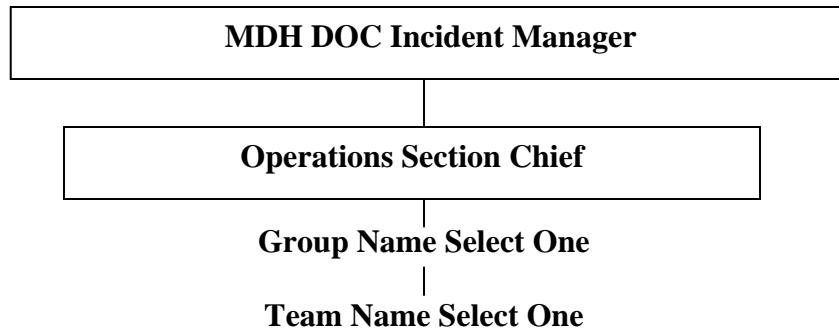 MDH DOC Incident Manager
Operations Section Chief
Group Name Select One
Team Name Select One